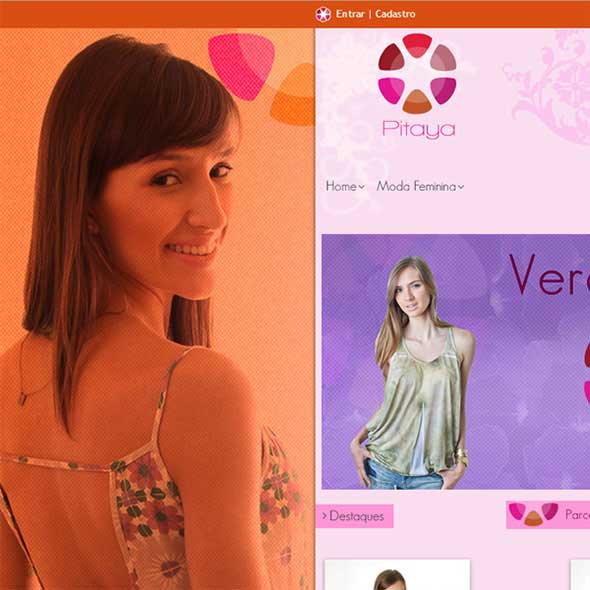 Entrar | Cadastro
Pitaya
Home
Moda Feminina
> Destaques